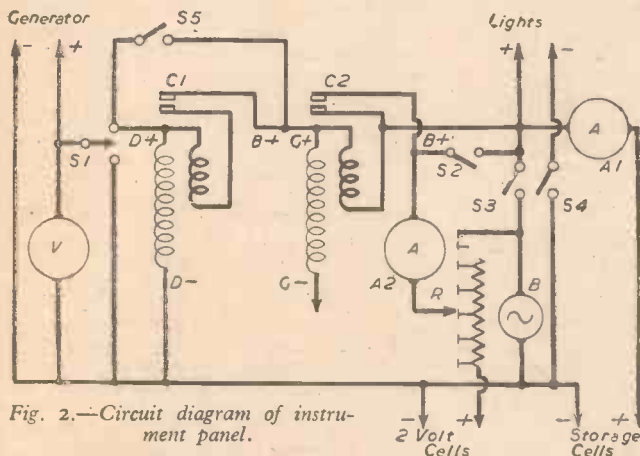 Generator
Lights
- +
S5
+ -
C1
C2
A
A1
S1
D+
B+
G+
B+
S2
S3
S4
V
A
A2
R
B
D-
G-
- +
2 Volt
Cells
- +
Storage
Cells
Fig. 2.—Circuit diagram of instru-
ment panel.